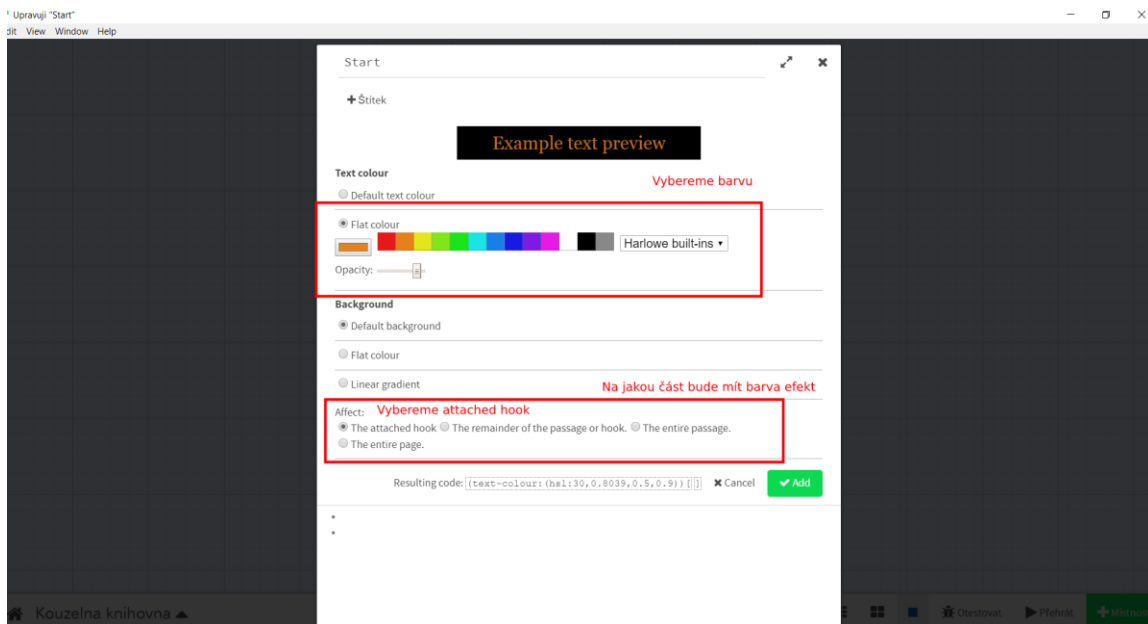 Upravuji "Start"
dit View Window Help
Start
+ Štítek
Example text preview
Text colour
Vybereme barvu
Default text colour
Flat colour
Harlowe built-ins
Opacity:
Background
Default background
Flat colour
Linear gradient
Na jakou část bude mít barva efekt
Affect: Vybereme attached hook
The attached hook The remainder of the passage or hook. The entire passage.
The entire page.
Resulting code: (text-colour:(hsl:30,0.8039,0.5,0.9))[ ] Cancel Add
Kouzelna knihovna Otestovat Přehrát +Místnost